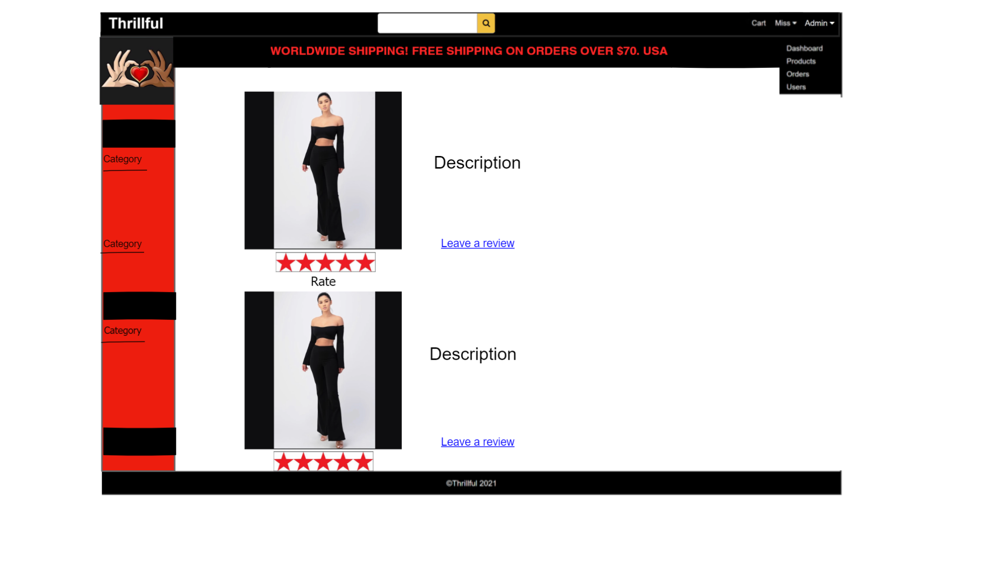 Thrillful
Cart Miss Admin
WORLDWIDE SHIPPING! FREE SHIPPING ON ORDERS OVER $70. USA
Dashboard
Products
Orders
Users
Category
Description
Category
Leave a review
Rate
Category
Description
Leave a review
©Thrillful 2021